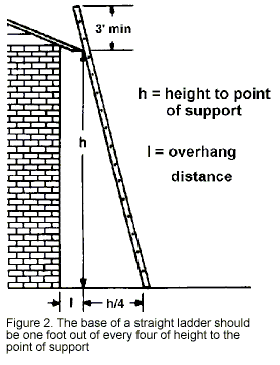 3' min
h = height to point
of support
h
l = overhang
distance
l
h/4
Figure 2. The base of a straight ladder should
be one foot out of every four of height to the
point of support